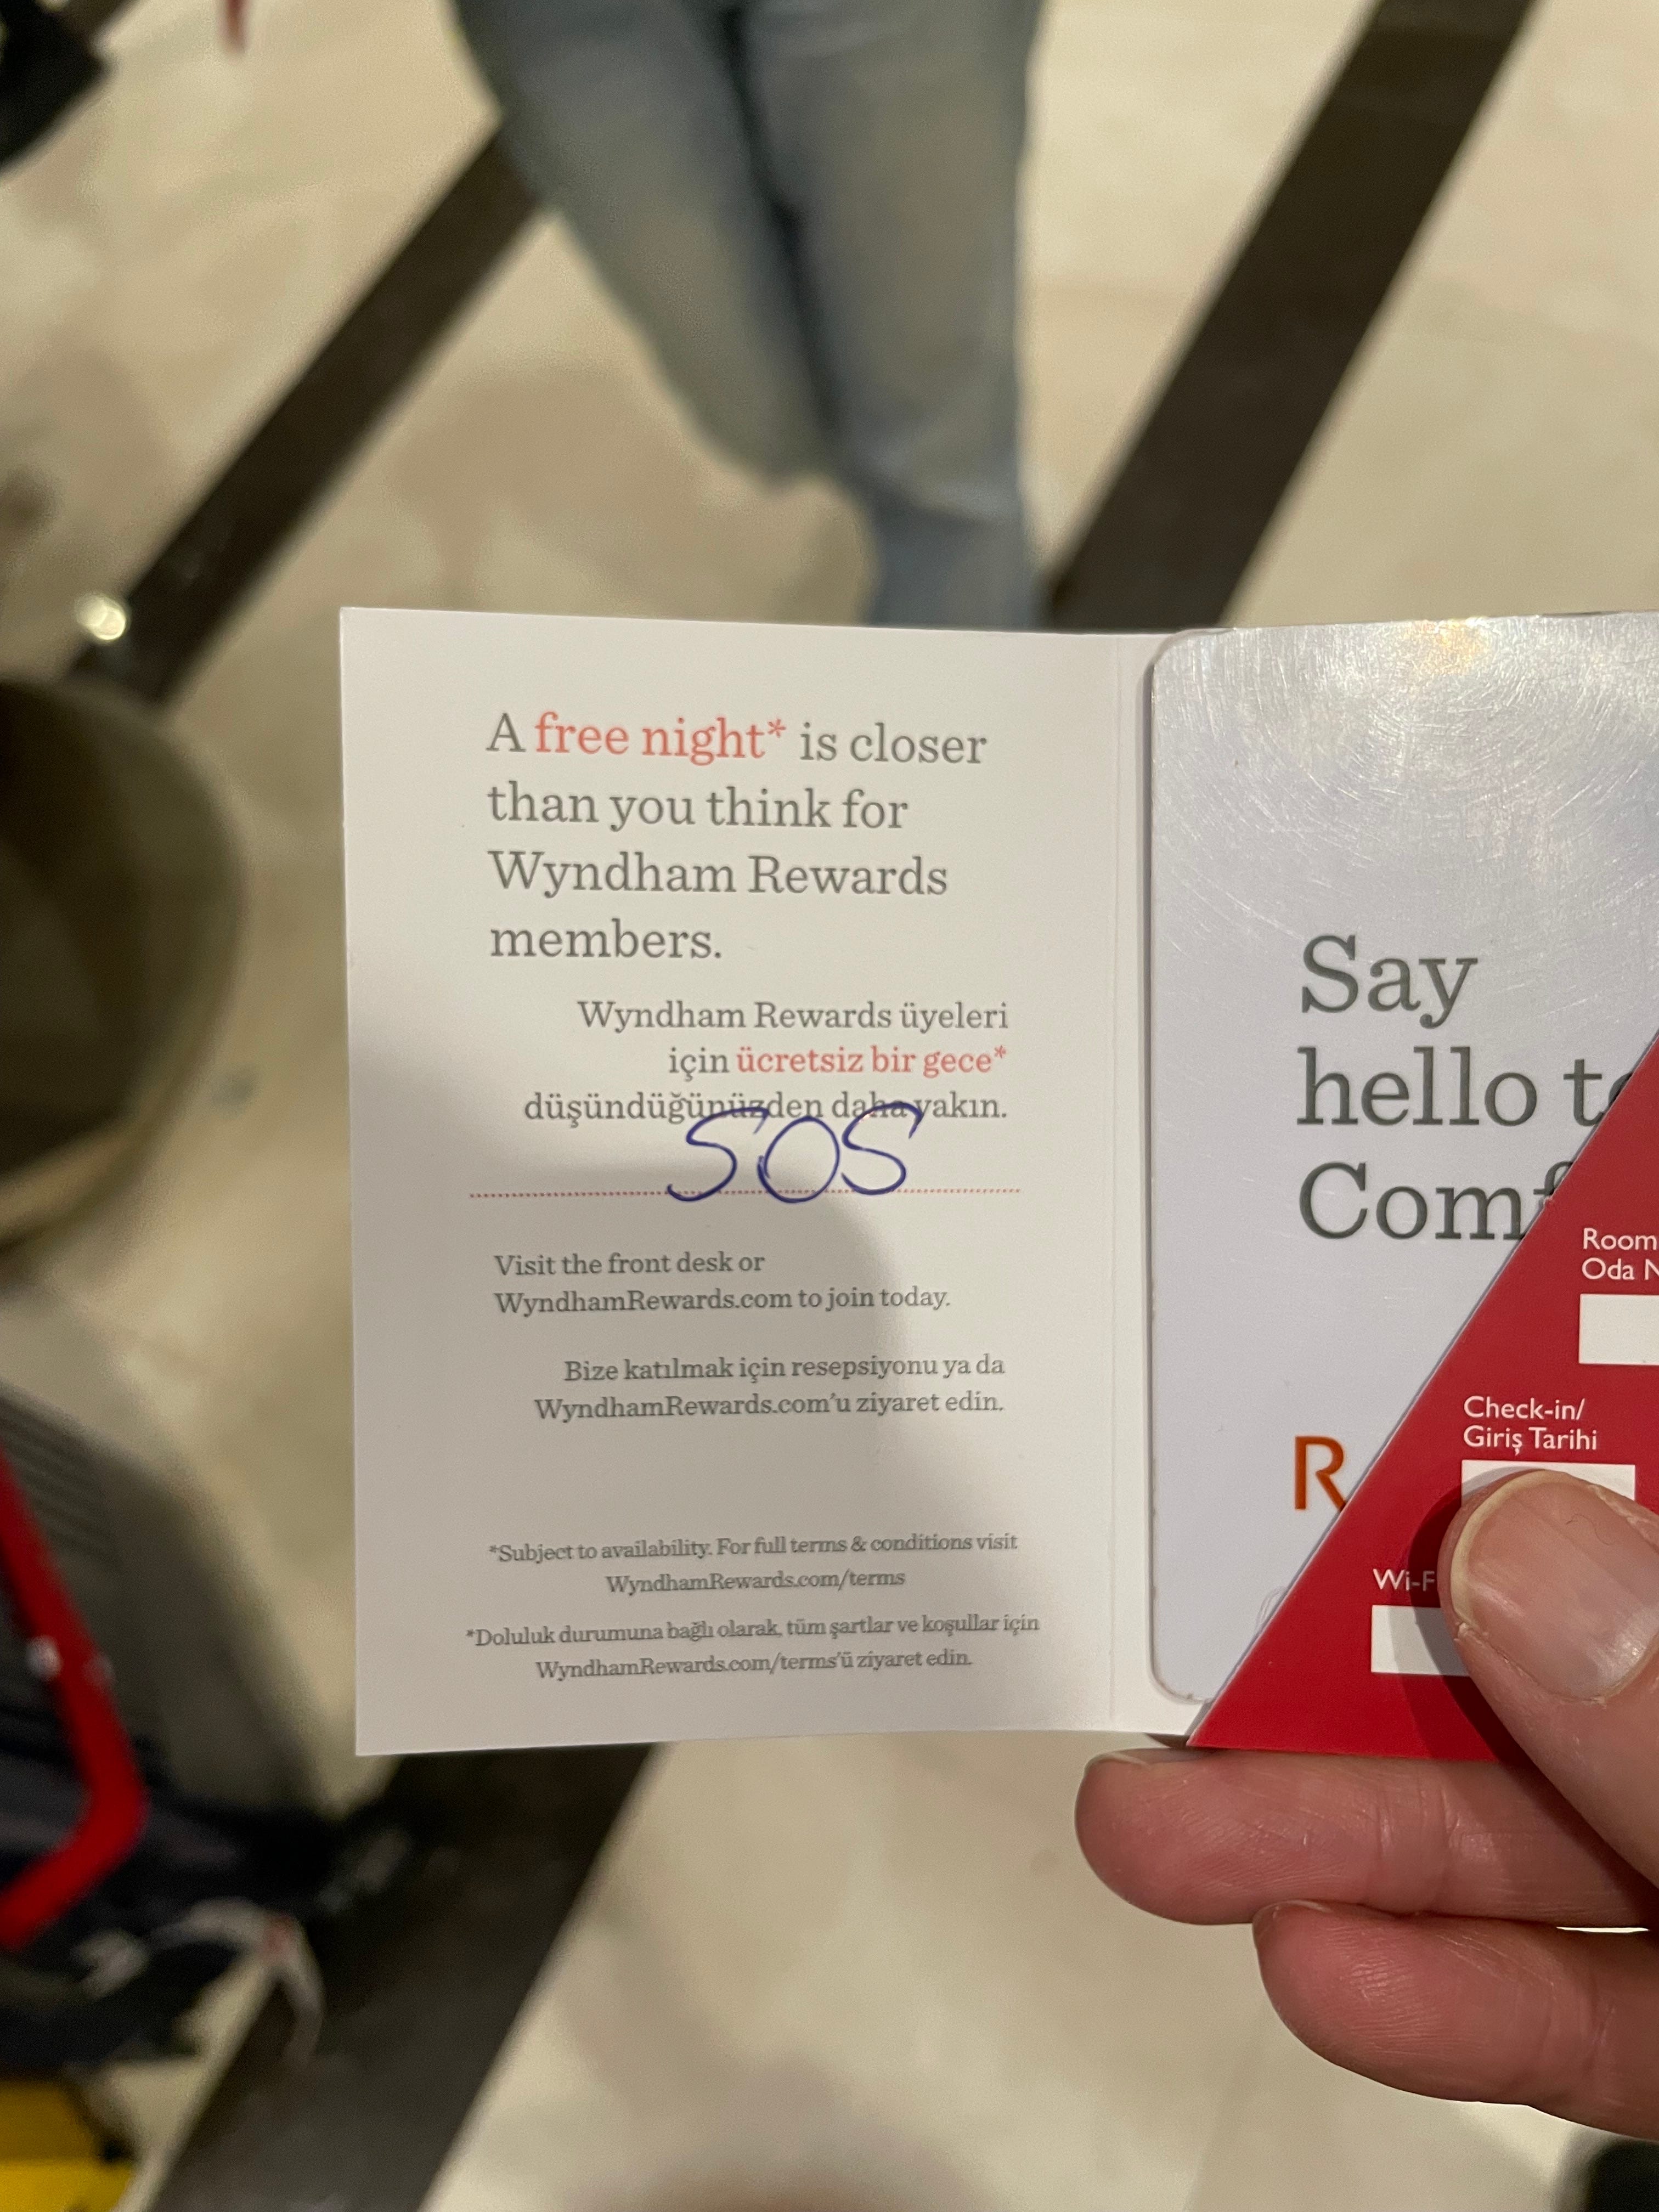 A free night* is closer
than you think for
Wyndham Rewards
members.
Wyndham Rewards üyeleri
için ücretsiz bir gece*
düşündüğünüzden daha yakın.
SOS
Visit the front desk or
WyndhamRewards.com to join today.
Bize katılmak için resepsiyonu ya da
WyndhamRewards.com'u ziyaret edin.
*Subject to availability. For full terms & conditions visit
WyndhamRewards.com/terms
*Doluluk durumuna bağlı olarak, tüm şartlar ve koşullar için
WyndhamRewards.com/terms'ü ziyaret edin.
Say
hello
R
Room
Oda
Check-in/
Giriş Tarihi